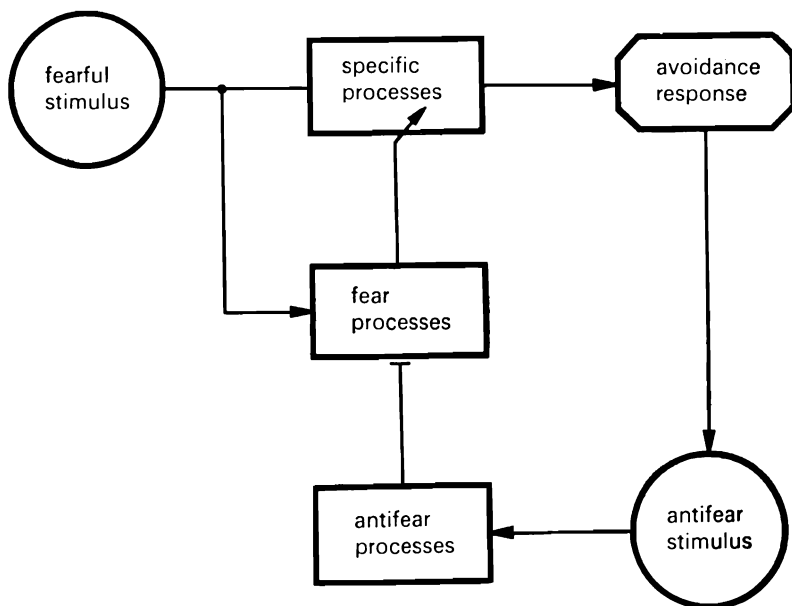 fearful
stimulus
specific
processes
avoidance
response
fear
processes
antifear
processes
antifear
stimulus